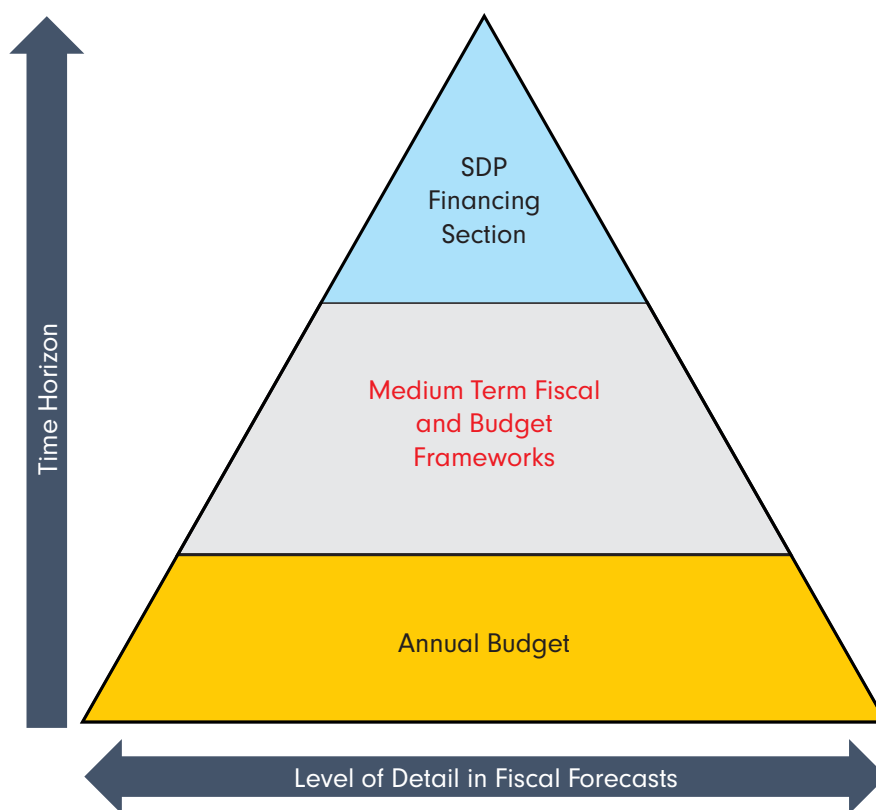 SDP
Financing
Section
Time Horizon
Medium Term Fiscal
and Budget
Frameworks
Annual Budget
Level of Detail in Fiscal Forecasts